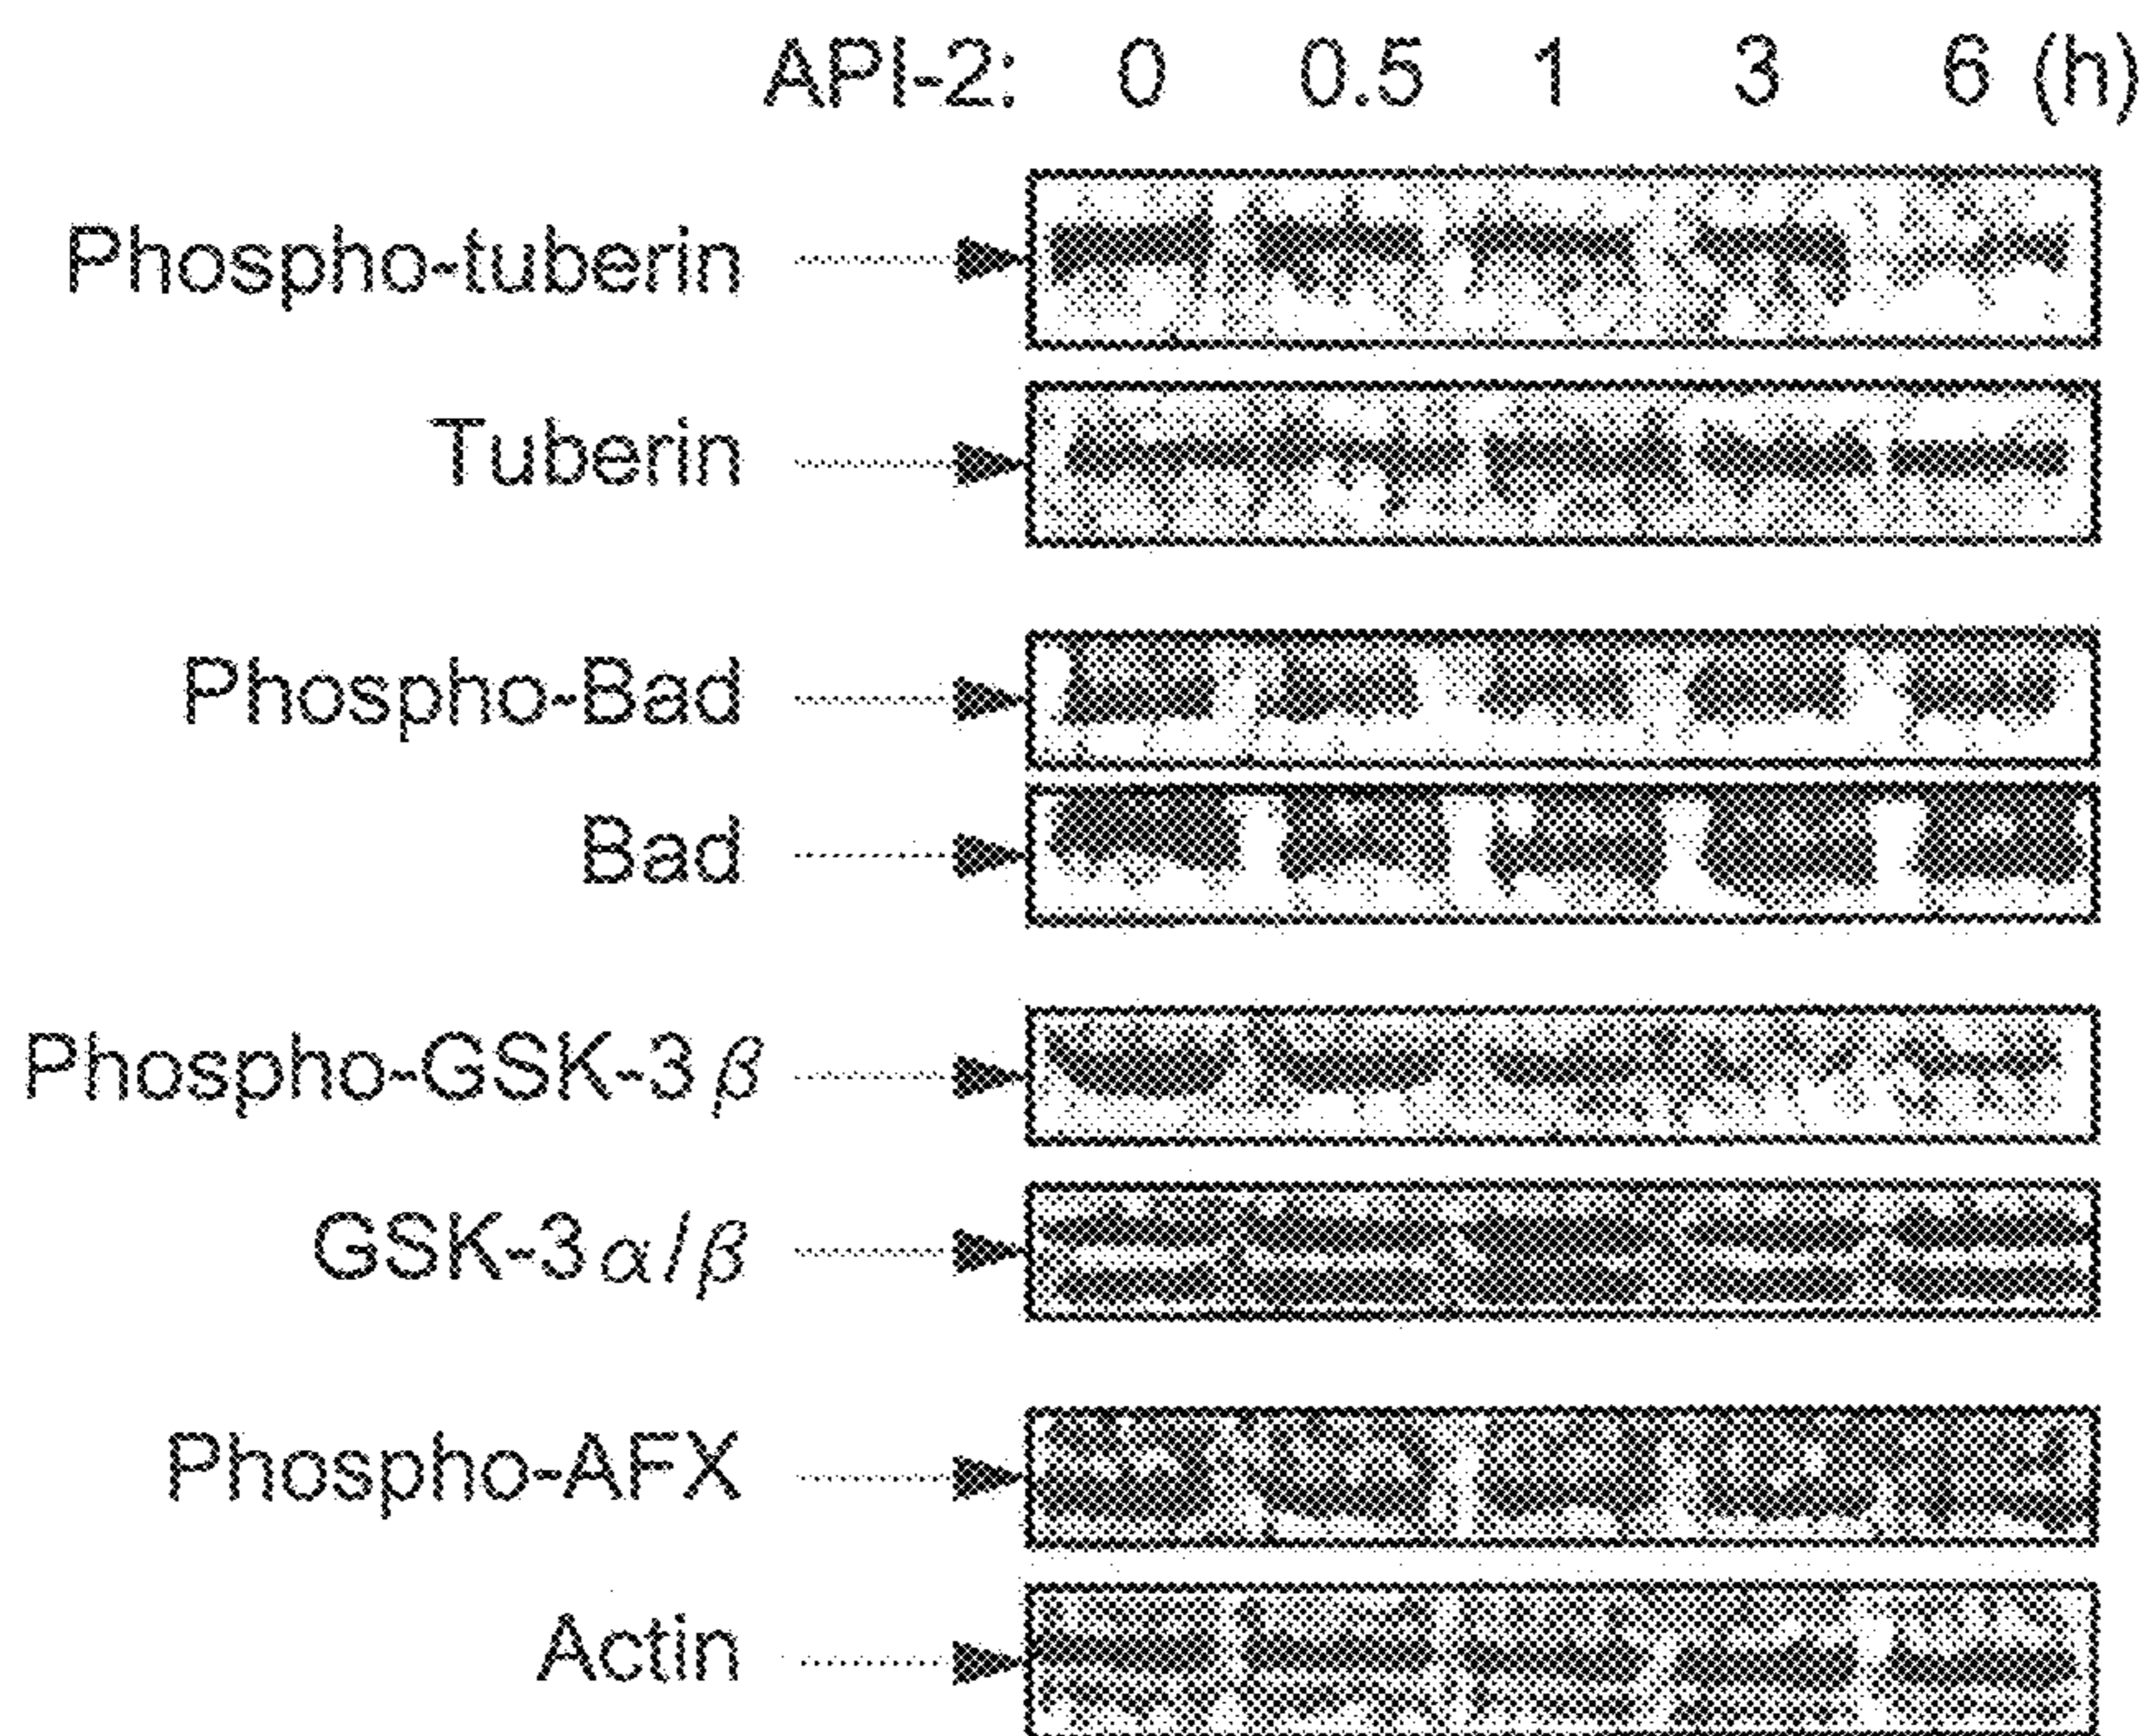 API-2: 0 0.5 1 3 6 (h)
Phospho-tuberin
Tuberin
Phospho-Bad
Bad
Phospho-GSK-3β
GSK-3α/β
Phospho-AFX
Actin